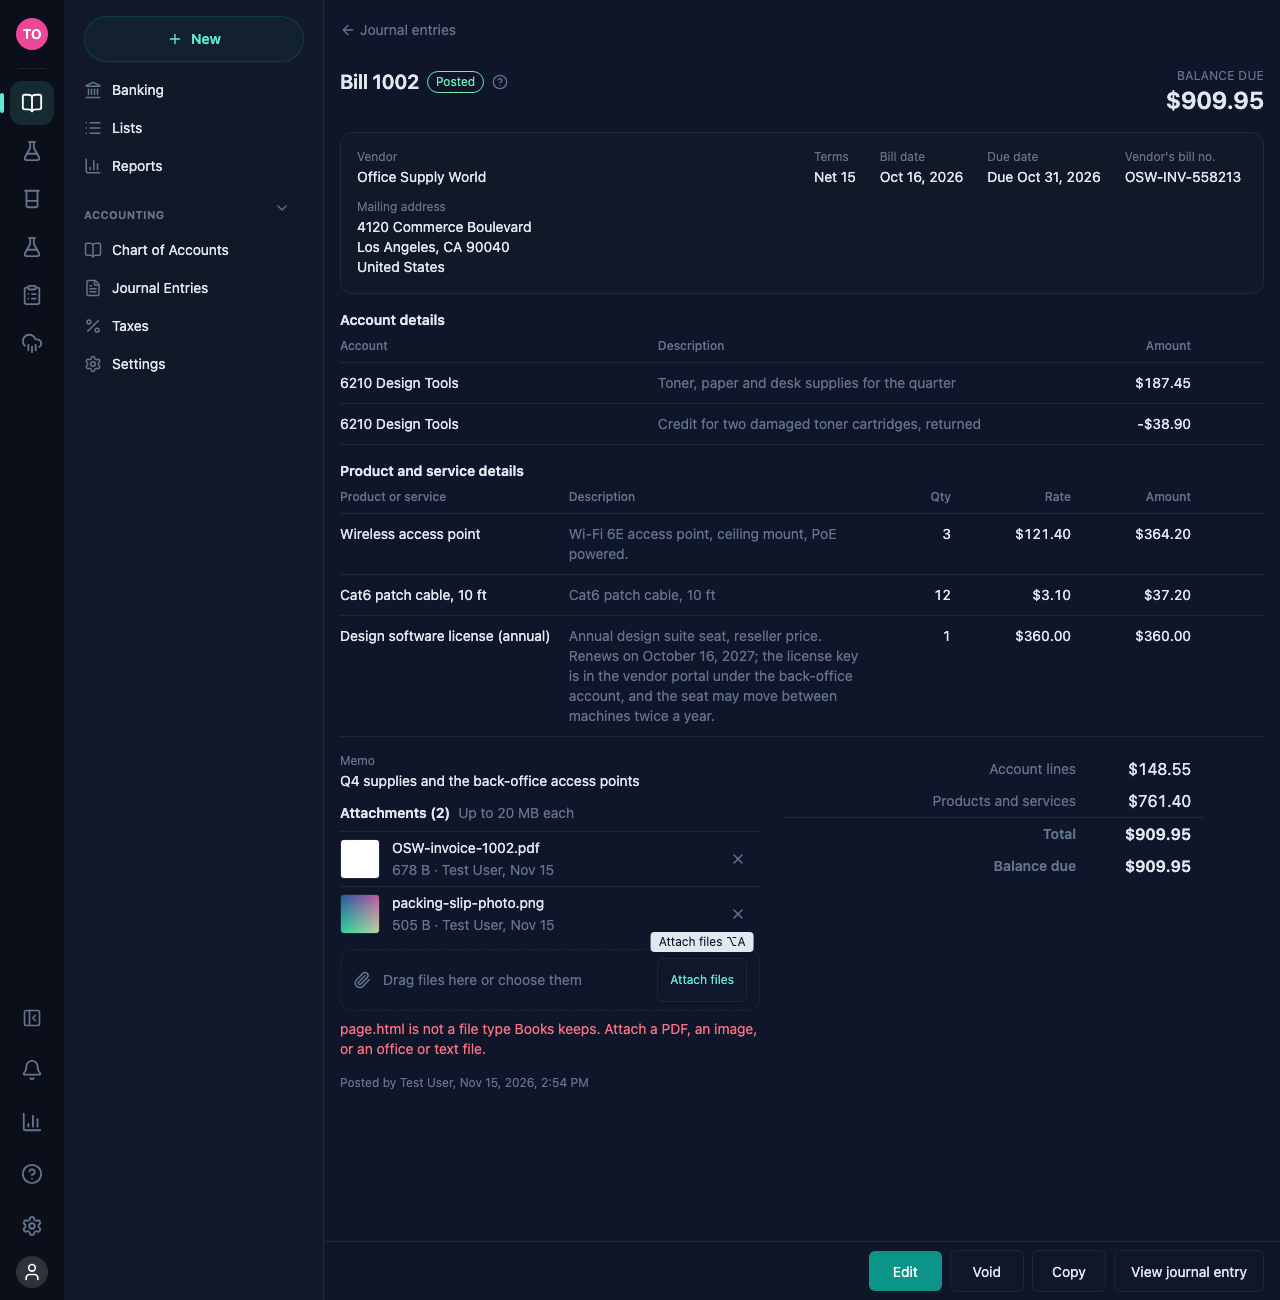 TO
New
Banking
Lists
Reports
ACCOUNTING
Chart of Accounts
Journal Entries
Taxes
Settings
Journal entries
Bill 1002 Posted
BALANCE DUE
$909.95
Vendor
Office Supply World
Terms Bill date Due date Vendor's bill no.
Net 15 Oct 16, 2026 Due Oct 31, 2026 OSW-INV-558213
Mailing address
4120 Commerce Boulevard
Los Angeles, CA 90040
United States
Account details
Account Description Amount
6210 Design Tools Toner, paper and desk supplies for the quarter $187.45
6210 Design Tools Credit for two damaged toner cartridges, returned -$38.90
Product and service details
Product or service Description Qty Rate Amount
Wireless access point Wi-Fi 6E access point, ceiling mount, PoE 3 $121.40 $364.20
powered.
Cat6 patch cable, 10 ft Cat6 patch cable, 10 ft 12 $3.10 $37.20
Design software license (annual) Annual design suite seat, reseller price. 1 $360.00 $360.00
Renews on October 16, 2027; the license key
is in the vendor portal under the back-office
account, and the seat may move between
machines twice a year.
Memo
Q4 supplies and the back-office access points
Attachments (2) Up to 20 MB each
OSW-invoice-1002.pdf
678 B · Test User, Nov 15
packing-slip-photo.png
505 B · Test User, Nov 15
Attach files ⌥A
Drag files here or choose them
Attach files
page.html is not a file type Books keeps. Attach a PDF, an image,
or an office or text file.
Posted by Test User, Nov 15, 2026, 2:54 PM
Account lines $148.55
Products and services $761.40
Total $909.95
Balance due $909.95
Edit
Void
Copy
View journal entry